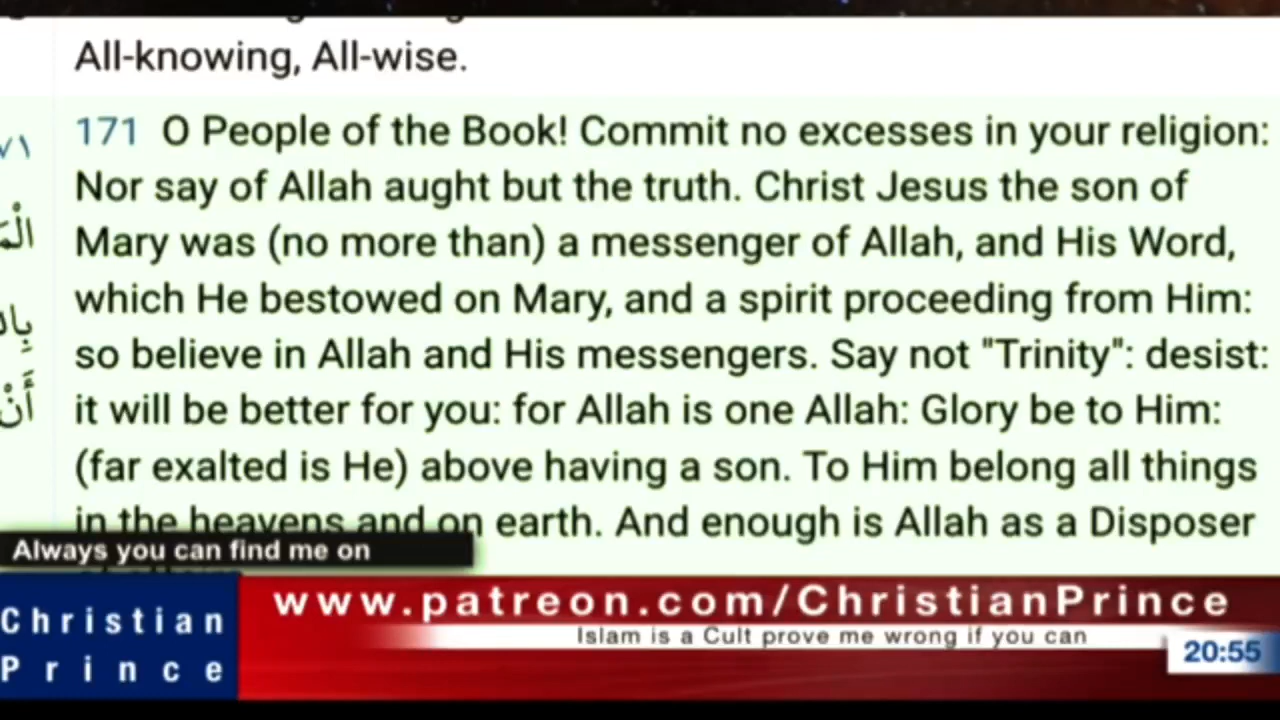 All-knowing, All-wise.
171 O People of the Book! Commit no excesses in your religion:
Nor say of Allah aught but the truth. Christ Jesus the son of
Mary was (no more than) a messenger of Allah, and His Word,
which He bestowed on Mary, and a spirit proceeding from Him:
so believe in Allah and His messengers. Say not "Trinity": desist:
it will be better for you: for Allah is one Allah: Glory be to Him:
(far exalted is He) above having a son. To Him belong all things
in the heavens and on earth. And enough is Allah as a Disposer
Always you can find me on
Christian
Prince
www.patreon.com/ChristianPrince
Islam is a Cult prove me wrong if you can
20:55